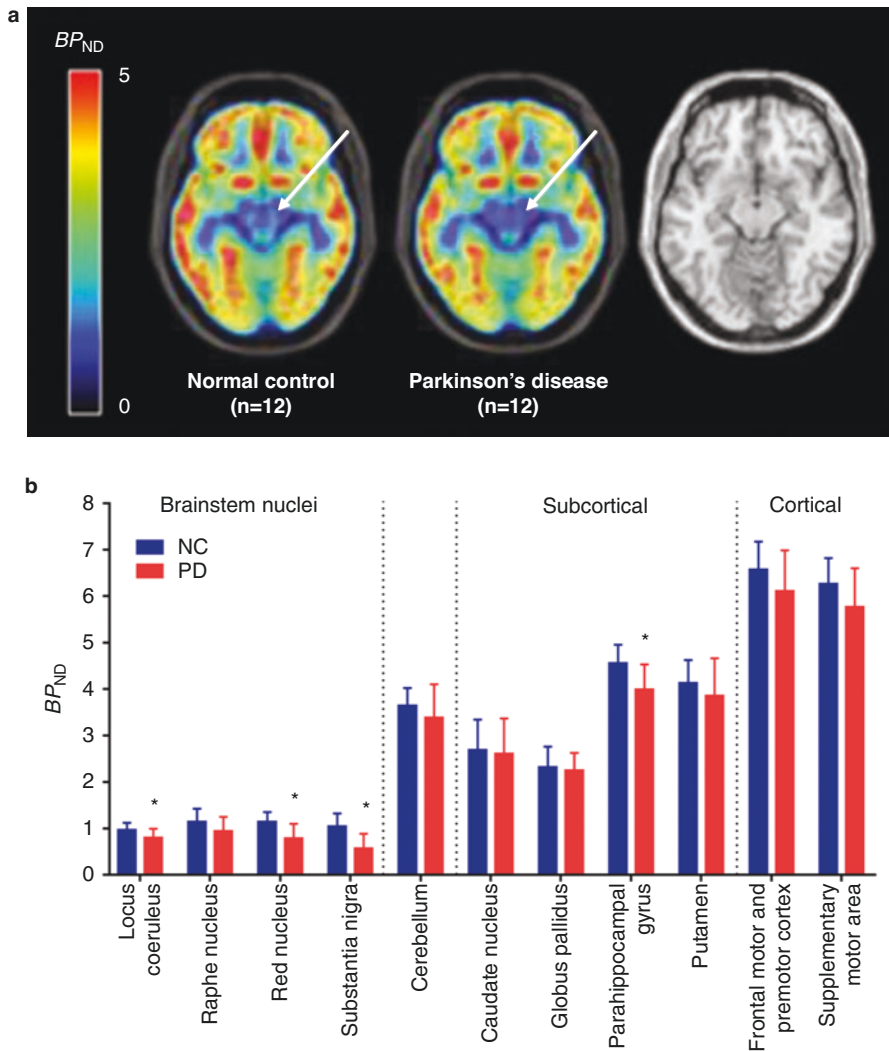 a
BP_ND
5
0
Normal control
(n=12)
Parkinson's disease
(n=12)
b
Brainstem nuclei
Subcortical
Cortical
NC
PD
BP_ND
8
7
6
5
4
3
2
1
0
*
*
*
*
Locus
coeruleus
Raphe nucleus
Red nucleus
Substantia nigra
Cerebellum
Caudate nucleus
Globus pallidus
Parahippocampal
gyrus
Putamen
Frontal motor and
premotor cortex
Supplementary
motor area